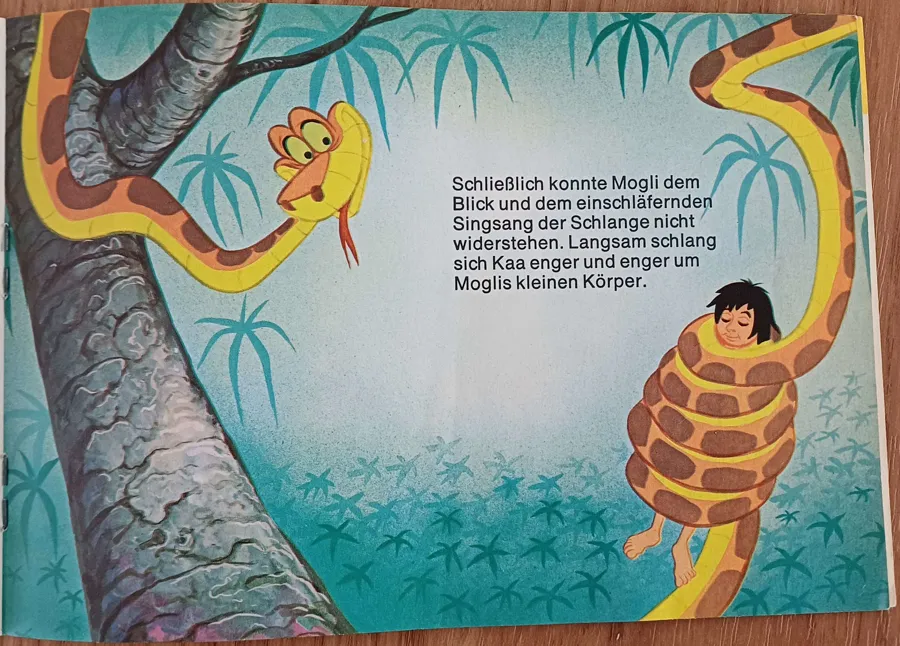 Schließlich konnte Mogli dem
Blick und dem einschläfernden
Singsang der Schlange nicht
widerstehen. Langsam schlang
sich Kaa enger und enger um
Moglis kleinen Körper.